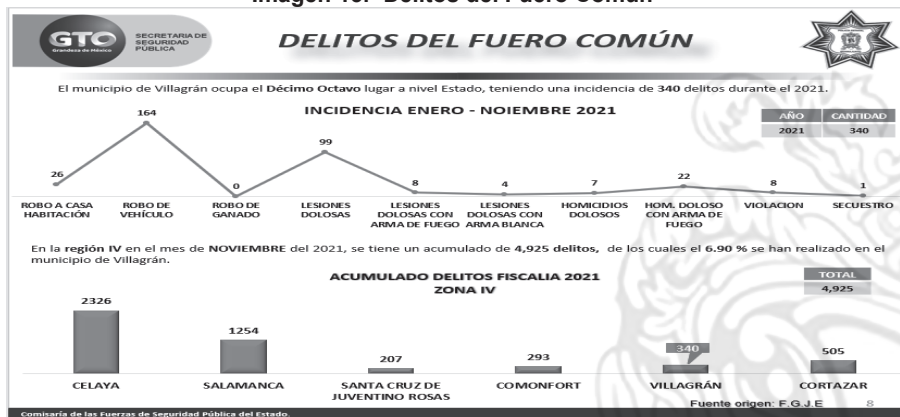 Imagen 10. Delitos del Fuero Común
GTO
Grandeza de México
SECRETARIA DE
SEGURIDAD
PÚBLICA
DELITOS DEL FUERO COMÚN
El municipio de Villagrán ocupa el Décimo Octavo lugar a nivel Estado, teniendo una incidencia de 340 delitos durante el 2021.
INCIDENCIA ENERO - NOIEMBRE 2021
AÑO CANTIDAD
2021 340
26 164 0 99 8 4 7 22 8 1
ROBO A CASA HABITACIÓN
ROBO DE VEHÍCULO
ROBO DE GANADO
LESIONES DOLOSAS
LESIONES DOLOSAS CON ARMA DE FUEGO
LESIONES DOLOSAS CON ARMA BLANCA
HOMICIDIOS DOLOSOS
HOM. DOLOSO CON ARMA DE FUEGO
VIOLACION
SECUESTRO
En la región IV en el mes de NOVIEMBRE del 2021, se tiene un acumulado de 4,925 delitos, de los cuales el 6.90 % se han realizado en el
municipio de Villagrán.
ACUMULADO DELITOS FISCALIA 2021
ZONA IV
TOTAL
4,925
2326 1254 207 293 340 505
CELAYA
SALAMANCA
SANTA CRUZ DE JUVENTINO ROSAS
COMONFORT
VILLAGRÁN
CORTAZAR
Fuente origen: F.G.J.E 8
Comisaría de las Fuerzas de Seguridad Pública del Estado.